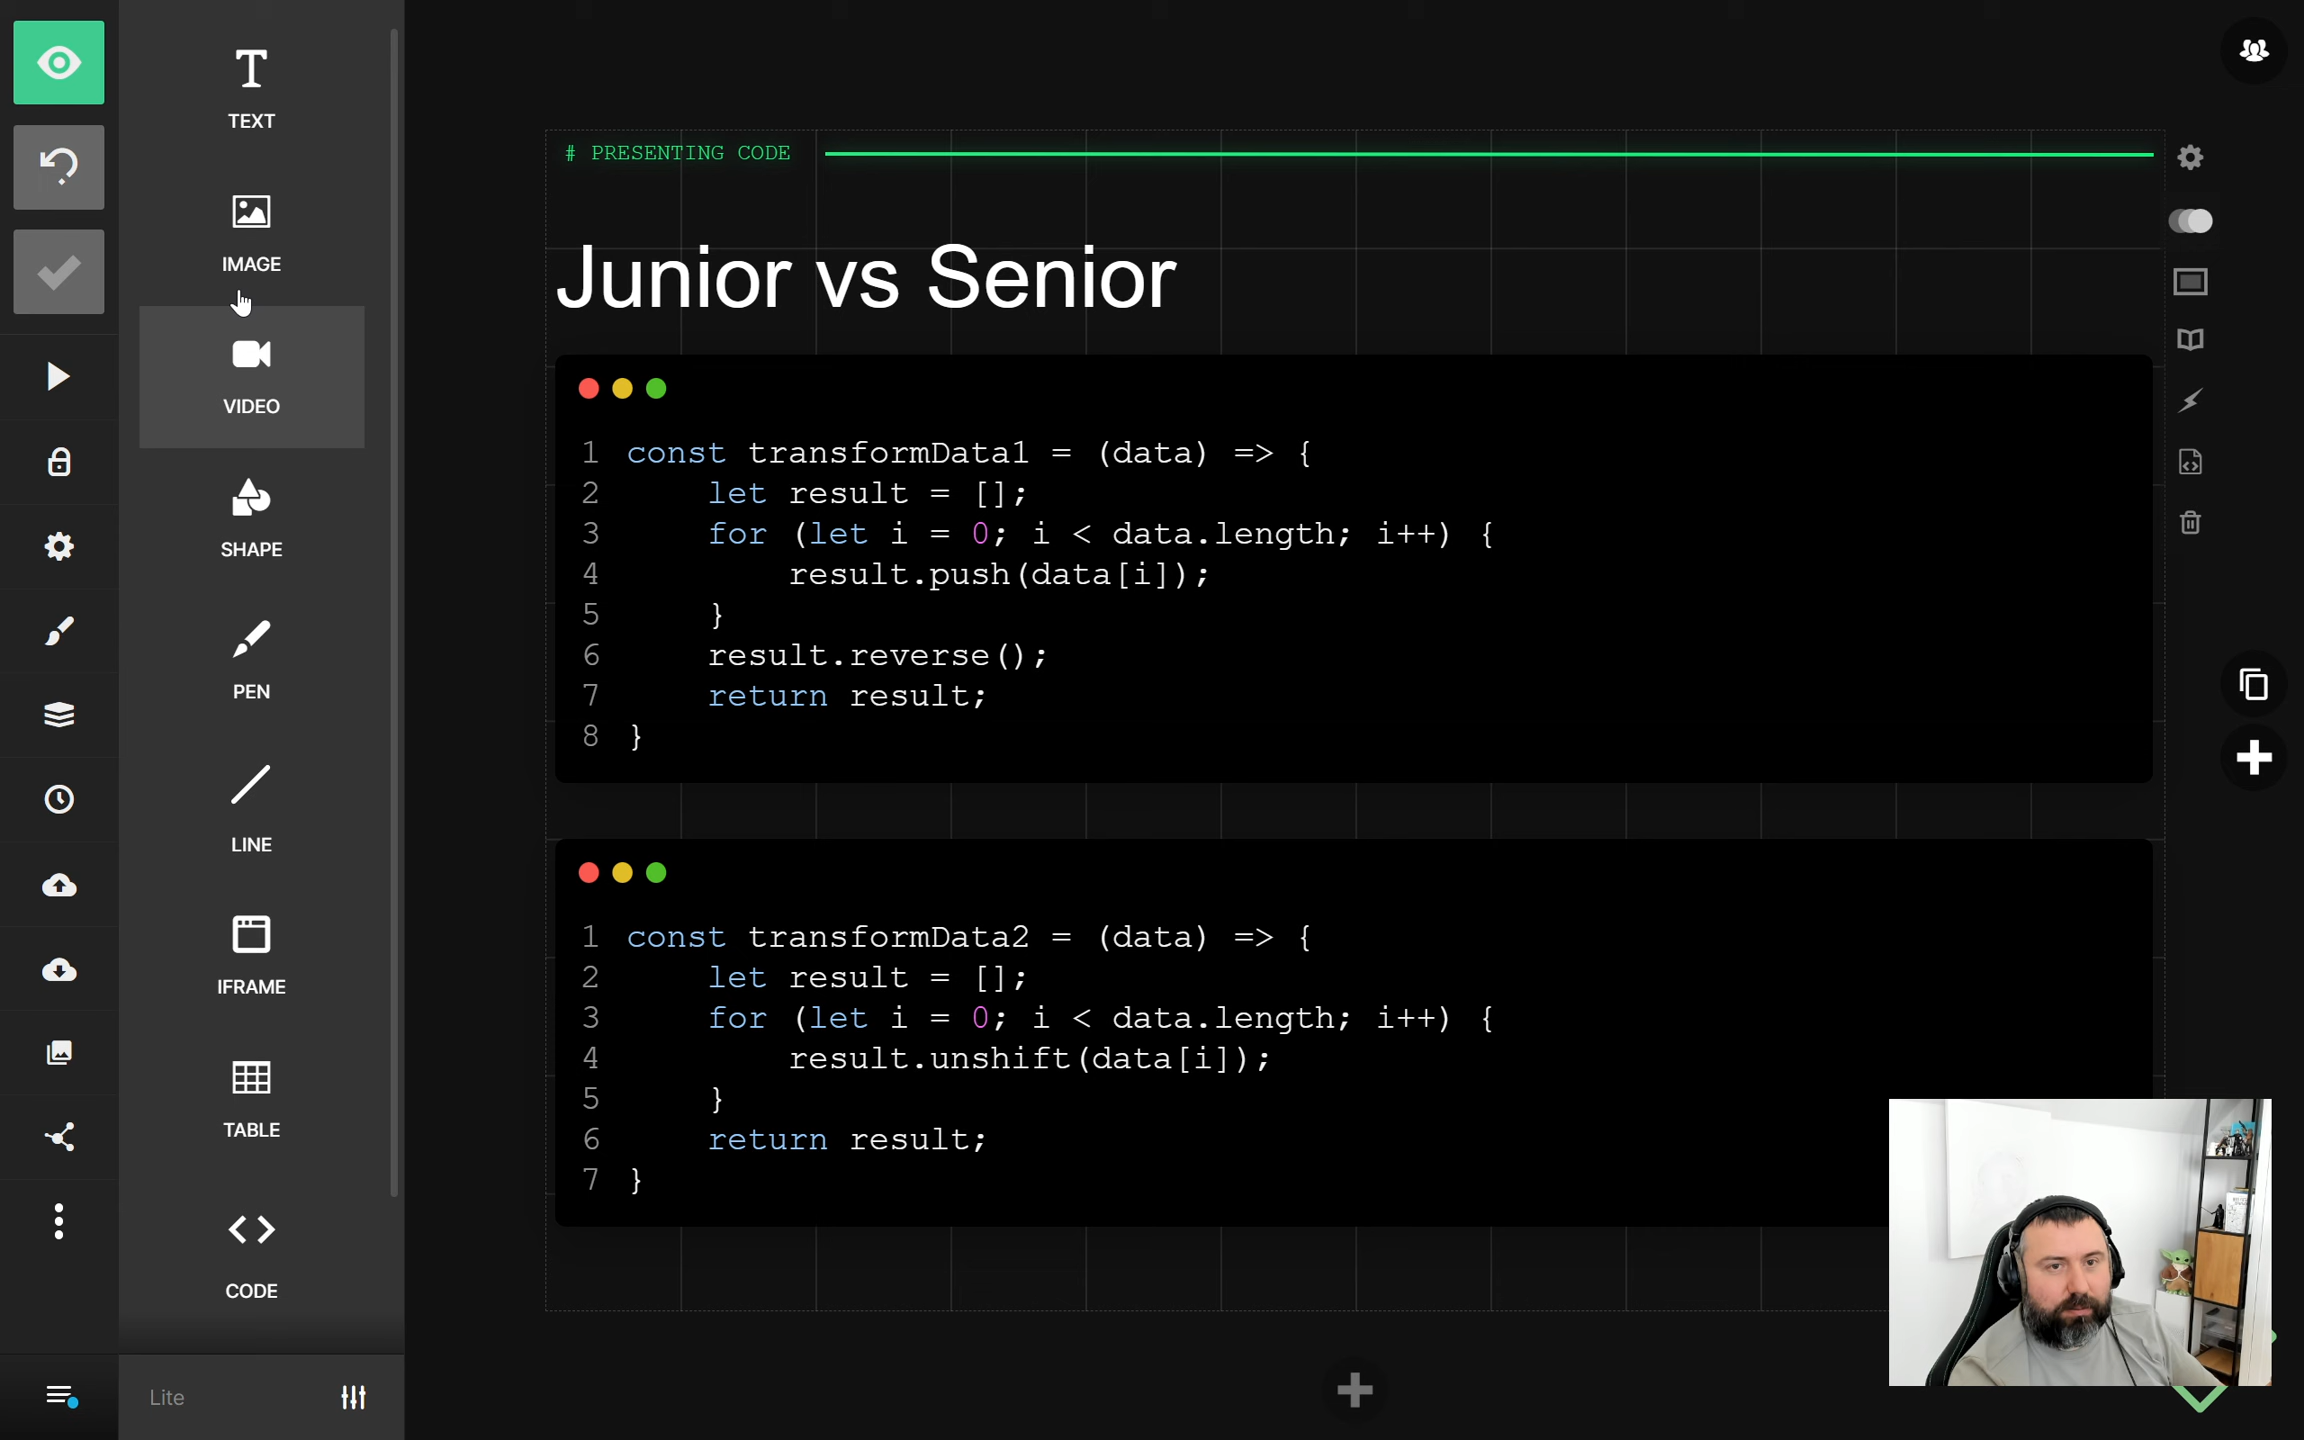 TEXT
IMAGE
VIDEO
SHAPE
PEN
LINE
IFRAME
TABLE
CODE
Lite
# PRESENTING CODE
Junior vs Senior
1 const transformData1 = (data) => {
2     let result = [];
3     for (let i = 0; i < data.length; i++) {
4         result.push(data[i]);
5     }
6     result.reverse();
7     return result;
8 }
1 const transformData2 = (data) => {
2     let result = [];
3     for (let i = 0; i < data.length; i++) {
4         result.unshift(data[i]);
5     }
6     return result;
7 }